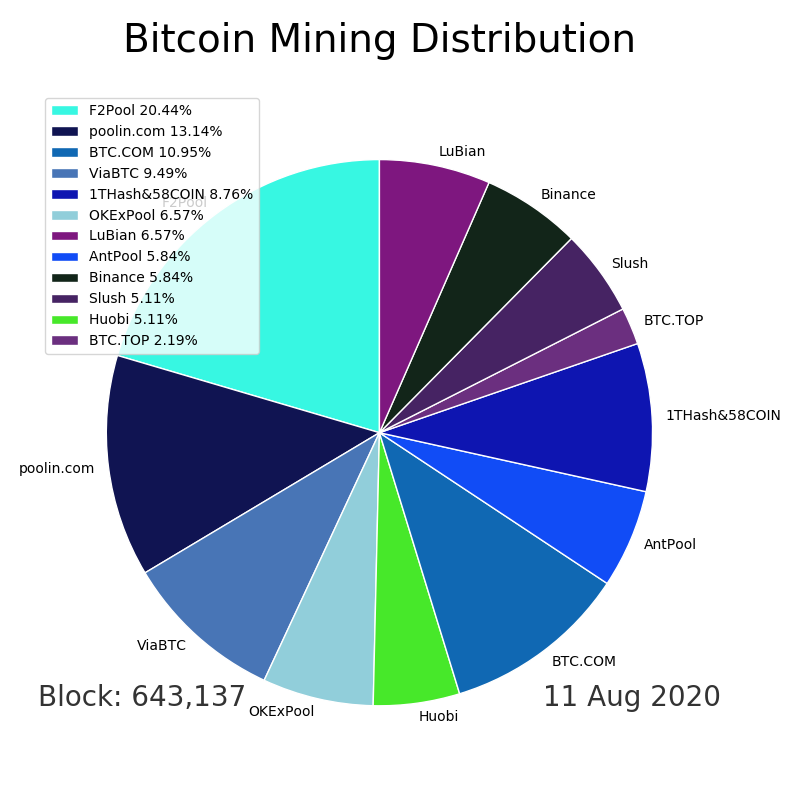 Bitcoin Mining Distribution
F2Pool 20.44%
poolin.com 13.14%
BTC.COM 10.95%
ViaBTC 9.49%
1THash&58COIN 8.76%
OKExPool 6.57%
LuBian 6.57%
AntPool 5.84%
Binance 5.84%
Slush 5.11%
Huobi 5.11%
BTC.TOP 2.19%
F2Pool
LuBian
Binance
Slush
BTC.TOP
1THash&58COIN
AntPool
BTC.COM
Huobi
OKExPool
ViaBTC
poolin.com
Block: 643,137
11 Aug 2020